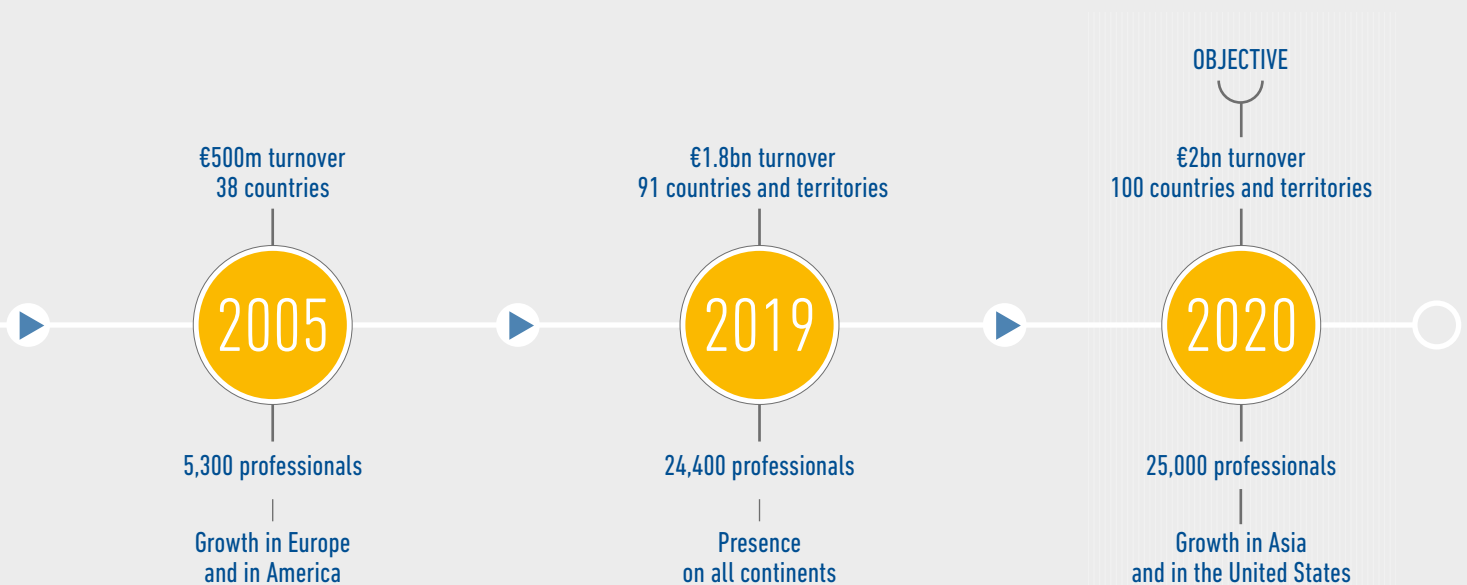 €500m turnover
38 countries
2005
5,300 professionals
Growth in Europe
and in America
€1.8bn turnover
91 countries and territories
2019
24,400 professionals
Presence
on all continents
OBJECTIVE
€2bn turnover
100 countries and territories
2020
25,000 professionals
Growth in Asia
and in the United States